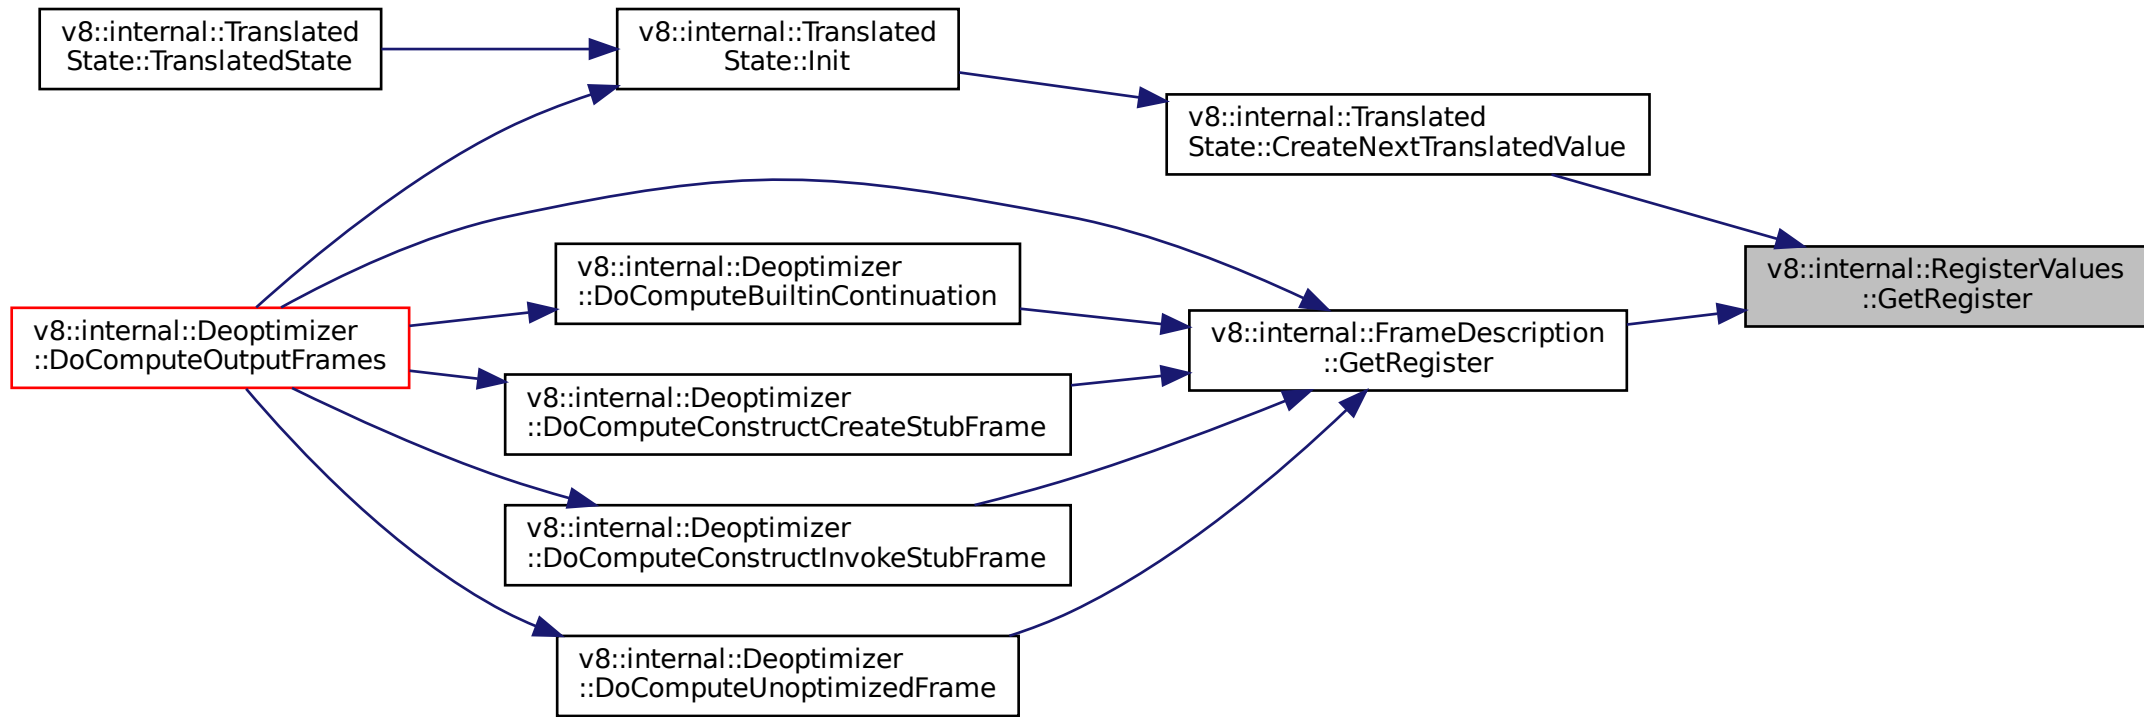 v8::internal::Translated
State::TranslatedState
v8::internal::Translated
State::Init
v8::internal::Translated
State::CreateNextTranslatedValue
v8::internal::RegisterValues
::GetRegister
v8::internal::Deoptimizer
::DoComputeBuiltinContinuation
v8::internal::Deoptimizer
::DoComputeOutputFrames
v8::internal::FrameDescription
::GetRegister
v8::internal::Deoptimizer
::DoComputeConstructCreateStubFrame
v8::internal::Deoptimizer
::DoComputeConstructInvokeStubFrame
v8::internal::Deoptimizer
::DoComputeUnoptimizedFrame